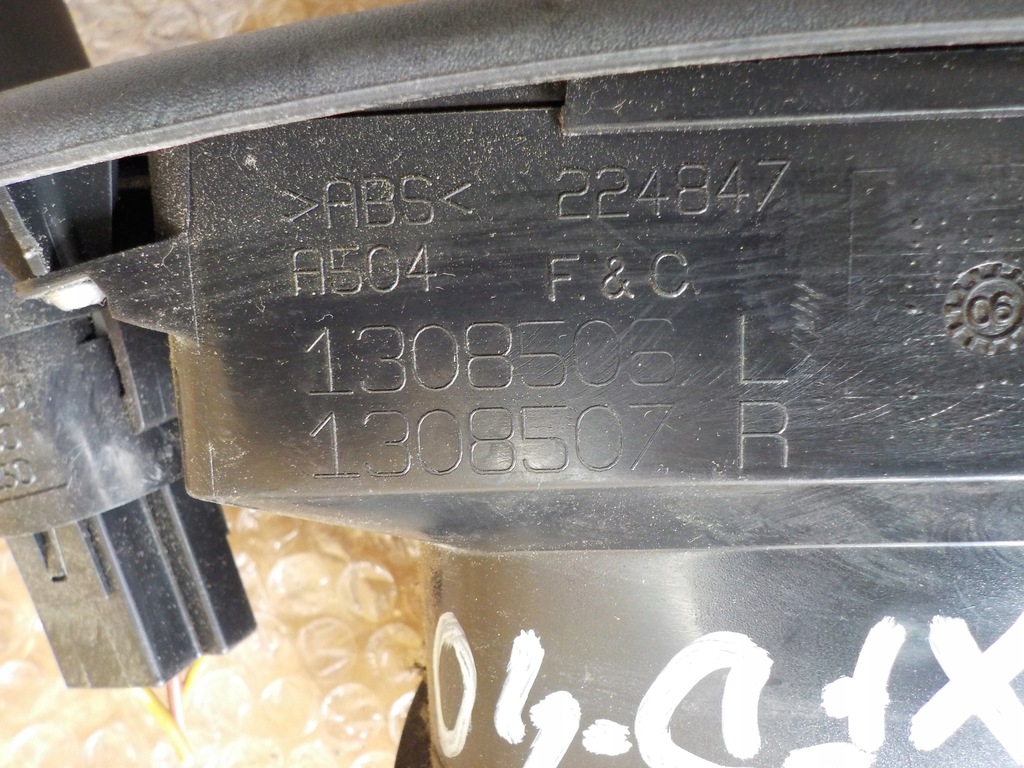 >ABS< 224847
A504 F. & C.
1308506 L
1308507 R
06